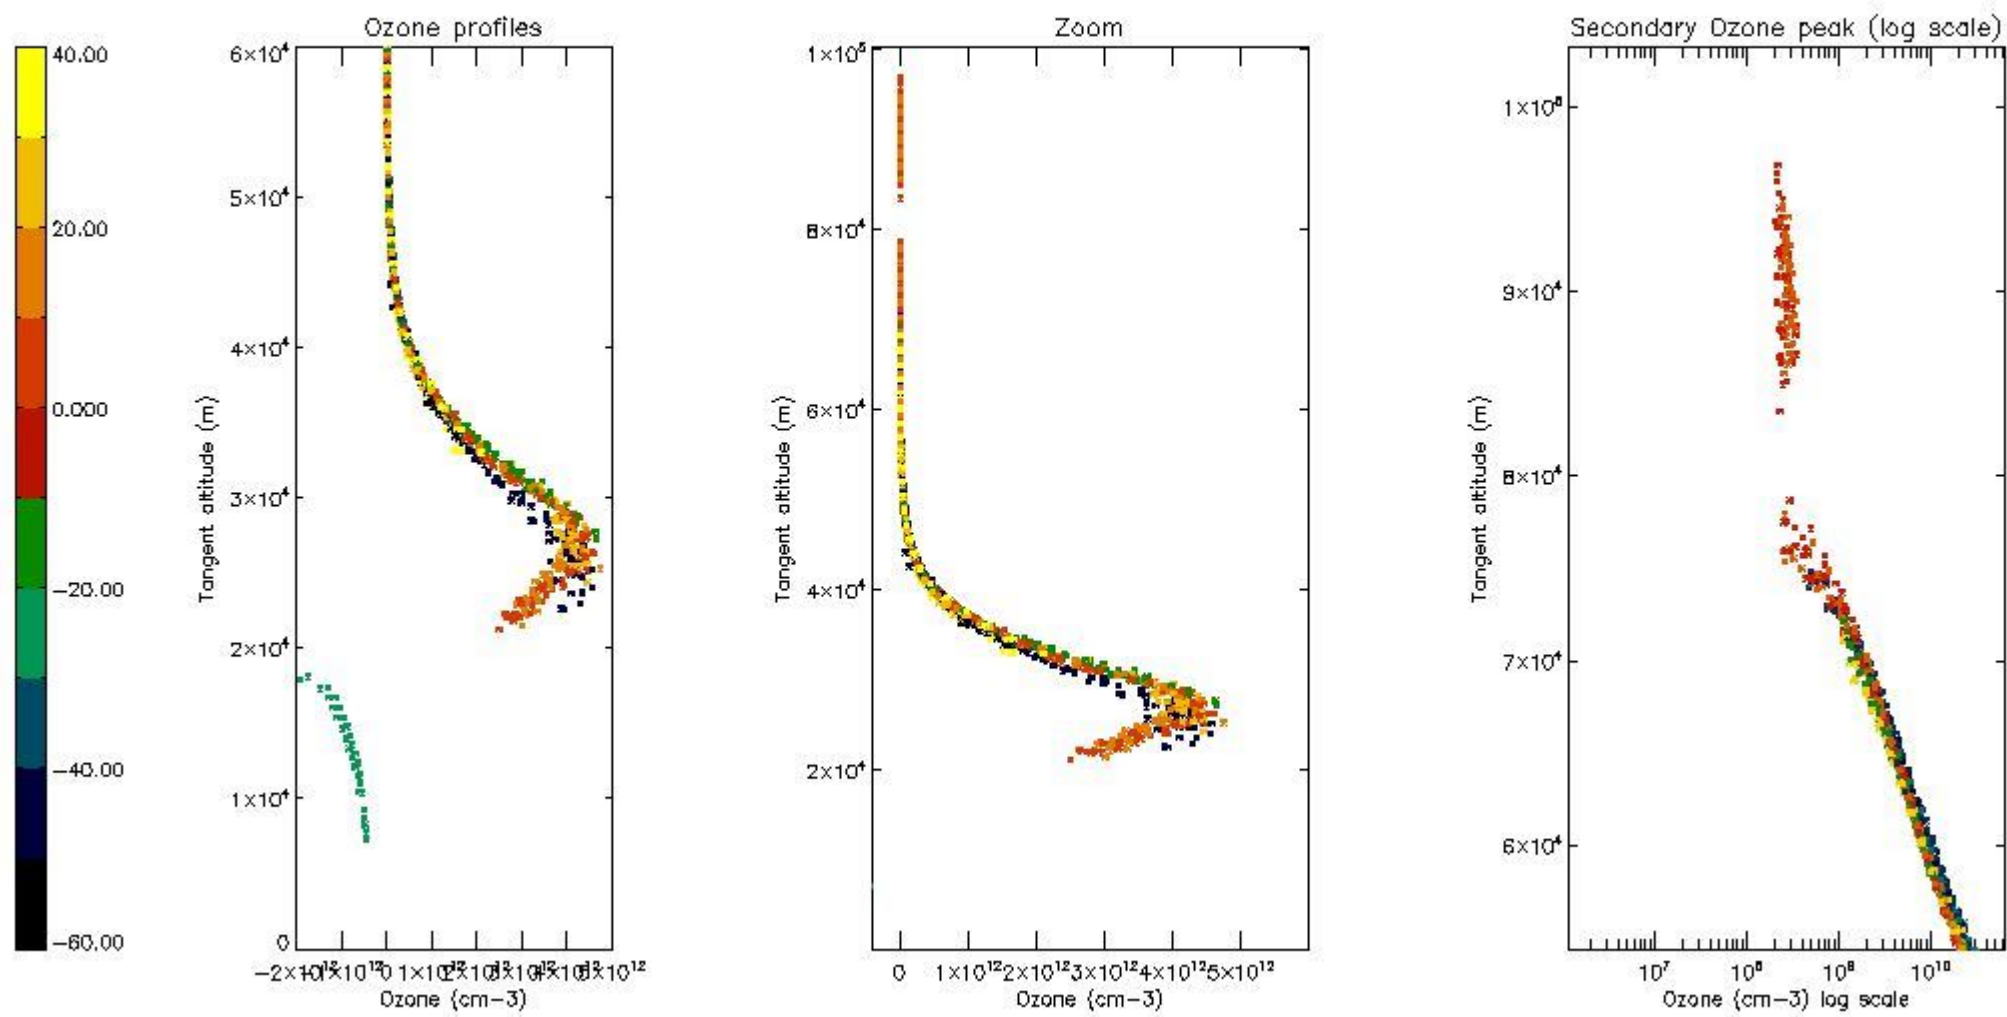 Ozone profiles
Zoom
Secondary Ozone peak (log scale)
40.00
20.00
0.000
−20.00
−40.00
−60.00
6×10⁴
5×10⁴
4×10⁴
3×10⁴
2×10⁴
1×10⁴
0
Tangent altitude (m)
0
Ozone (cm−3)
1×10⁵
8×10⁴
6×10⁴
4×10⁴
2×10⁴
Tangent altitude (m)
0 1×10¹² 2×10¹² 3×10¹² 4×10¹² 5×10¹²
Ozone (cm−3)
9×10⁴
8×10⁴
7×10⁴
6×10⁴
Tangent altitude (m)
10⁷ 10⁸ 10⁹ 10¹⁰
Ozone (cm−3) log scale